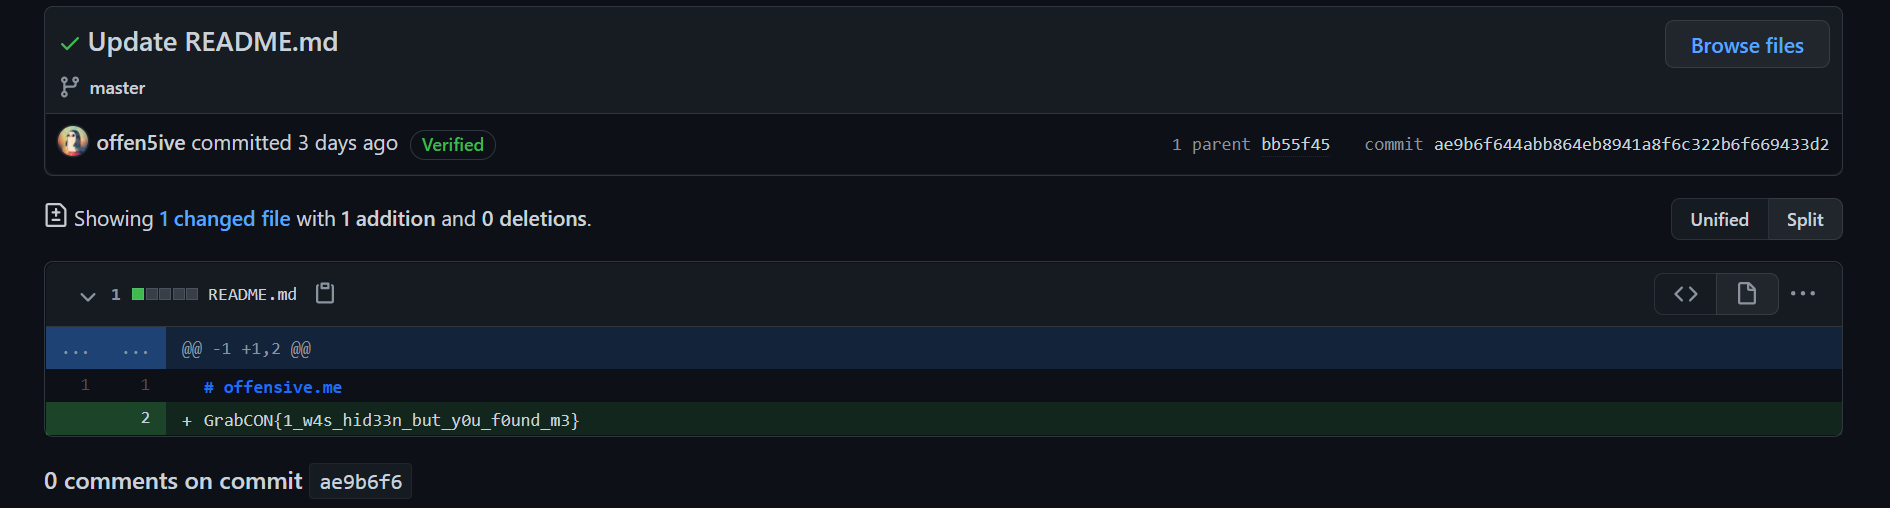 Update README.md
Browse files
master
offen5ive committed 3 days ago Verified
1 parent bb55f45 commit ae9b6f644abb864eb8941a8f6c322b6f669433d2
Showing 1 changed file with 1 addition and 0 deletions.
Unified Split
1 README.md
... ... @@ -1 +1,2 @@
1 1 # offensive.me
2 + GrabCON{1_w4s_hid33n_but_y0u_f0und_m3}
0 comments on commit ae9b6f6